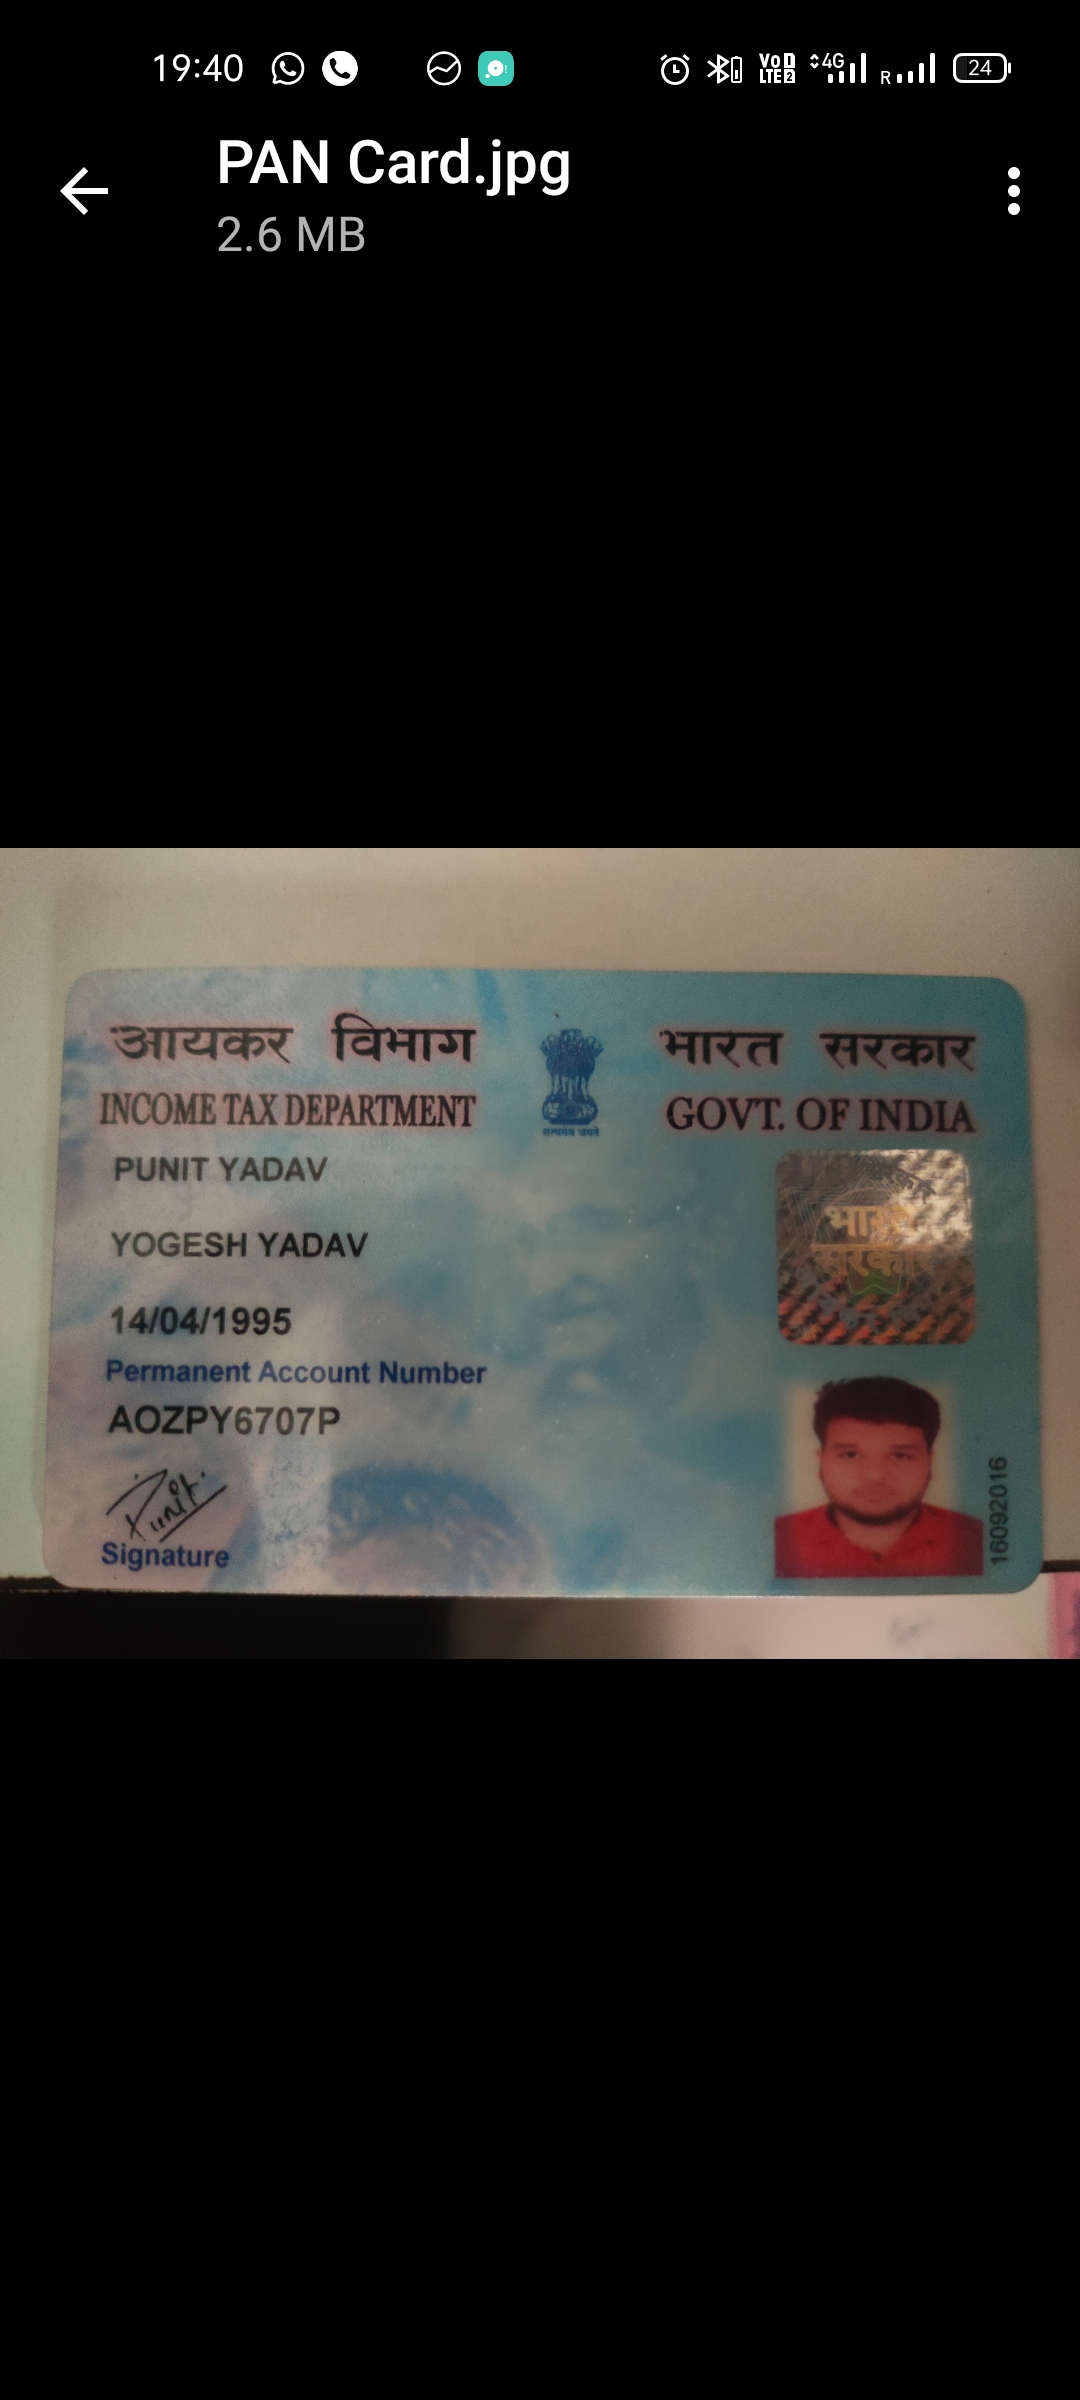 19:40 VoD LTE2 4G R 24
PAN Card.jpg
2.6 MB
आयकर विभाग भारत सरकार
INCOME TAX DEPARTMENT GOVT. OF INDIA
सत्यमेव जयते
PUNIT YADAV
भारत
सरकार
YOGESH YADAV
14/04/1995
Permanent Account Number
AOZPY6707P
Punit.
Signature
16092016